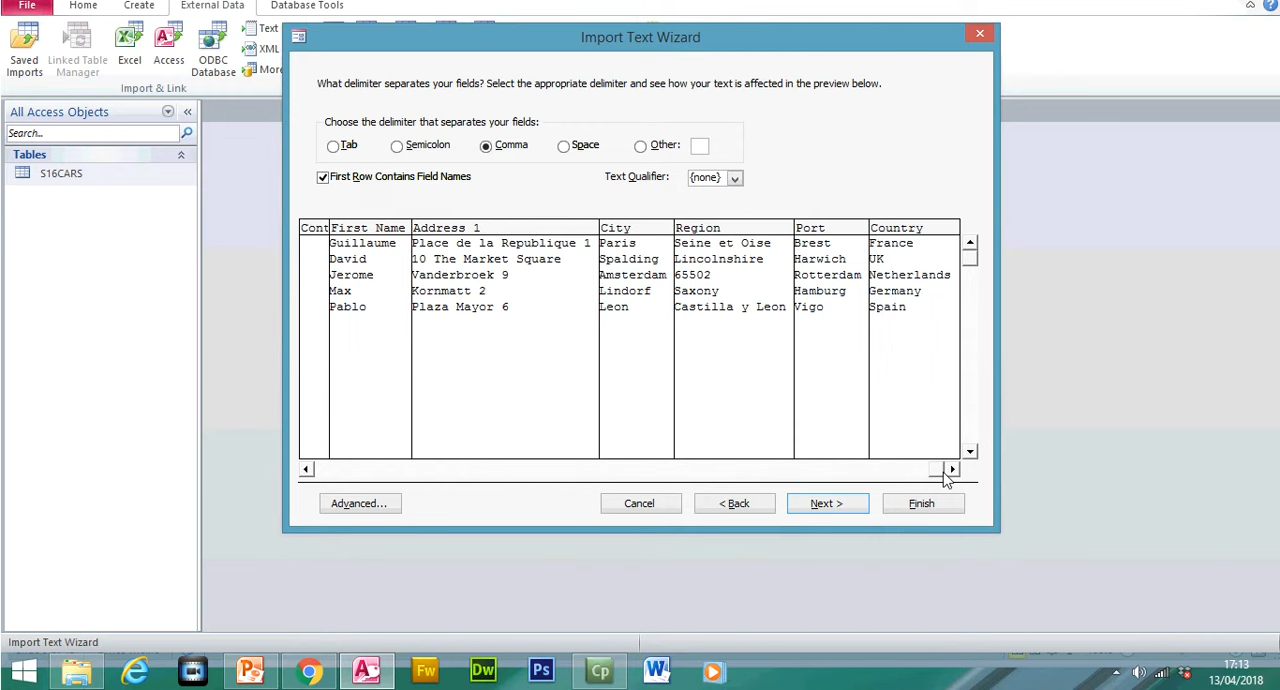 File Home Create External Data Database Tools
Saved Imports
Linked Table Manager
Excel
Access
ODBC Database
Text
XML
More
Import & Link
Import Text Wizard
All Access Objects
Search...
Tables
S16CARS
What delimiter separates your fields? Select the appropriate delimiter and see how your text is affected in the preview below.
Choose the delimiter that separates your fields:
Tab Semicolon Comma Space Other:
First Row Contains Field Names Text Qualifier: {none}
Cont First Name Address 1 City Region Port Country
Guillaume Place de la Republique 1 Paris Seine et Oise Brest France
David 10 The Market Square Spalding Lincolnshire Harwich UK
Jerome Vanderbroek 9 Amsterdam 65502 Rotterdam Netherlands
Max Kornmatt 2 Lindorf Saxony Hamburg Germany
Pablo Plaza Mayor 6 Leon Castilla y Leon Vigo Spain
Advanced... Cancel < Back Next > Finish
Import Text Wizard
Fw Dw Ps Cp
17:13
13/04/2018